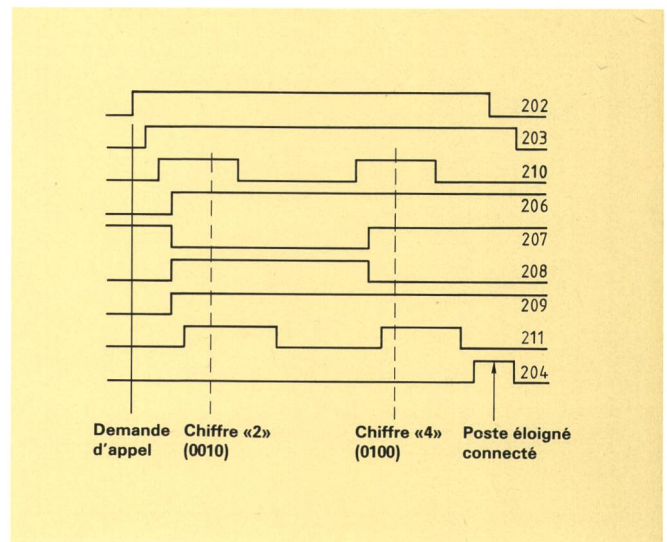 202
203
210
206
207
208
209
211
204
Demande d'appel
Chiffre «2» (0010)
Chiffre «4» (0100)
Poste éloigné connecté